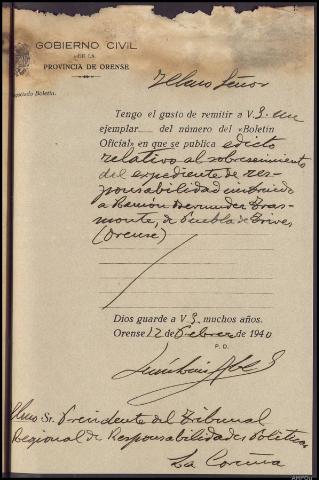 GOBIERNO CIVIL
DE LA
PROVINCIA DE ORENSE
Boletín.
Ilmo Señor
Tengo el gusto de remitir a V. I. un
ejemplar del número del «Boletín
Oficial» en que se publica edicto
relativo al sobreseimiento
del expediente de res-
ponsabilidad instruido
a Ramón
monte, de Puebla de Trives
(Orense)
Dios guarde a V. I. muchos años.
Orense 12 de Febrero de 1940
P. D.
Ilmo Sr. Presidente del Tribunal
Regional de Responsabilidades Políticas
La Coruña